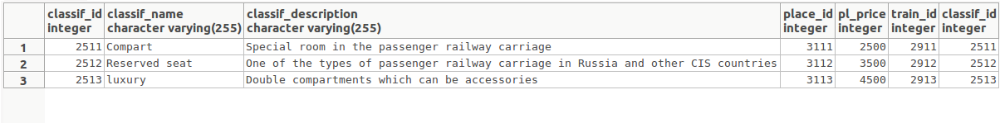 classif_id classif_name classif_description place_id pl_price train_id classif_id
integer character varying(255) character varying(255) integer integer integer integer
1 2511 Compart Special room in the passenger railway carriage 3111 2500 2911 2511
2 2512 Reserved seat One of the types of passenger railway carriage in Russia and other CIS countries 3112 3500 2912 2512
3 2513 luxury Double compartments which can be accessories 3113 4500 2913 2513